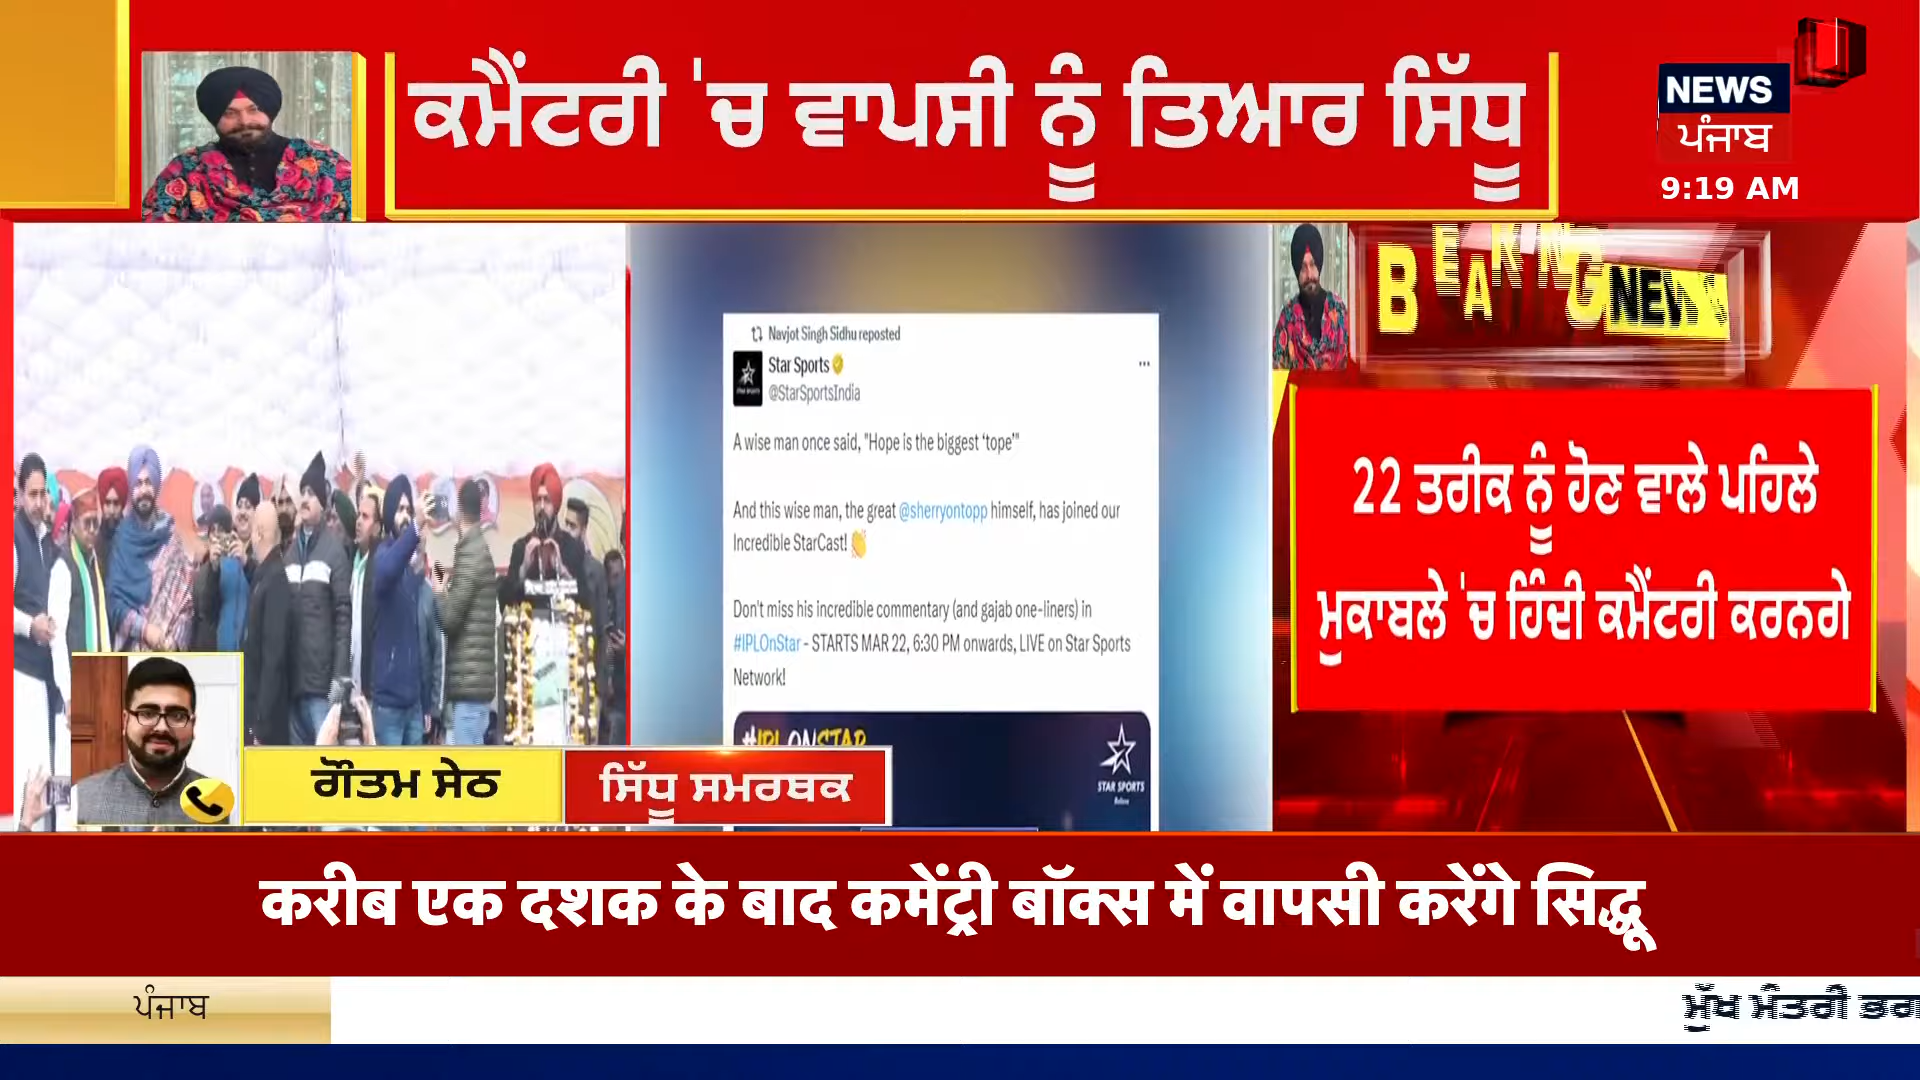 ਕਮੈਂਟਰੀ 'ਚ ਵਾਪਸੀ ਨੂੰ ਤਿਆਰ ਸਿੱਧੂ
NEWS
ਪੰਜਾਬ
9:19 AM
Navjot Singh Sidhu reposted
Star Sports
@StarSportsIndia
A wise man once said, "Hope is the biggest ‘tope’"
And this wise man, the great @sherryontopp himself, has joined our
Incredible StarCast! 👏
Don't miss his incredible commentary (and gajab one-liners) in
#IPLOnStar - STARTS MAR 22, 6:30 PM onwards, LIVE on Star Sports
Network!
#IPLONSTAR
STAR SPORTS
22 ਤਰੀਕ ਨੂੰ ਹੋਣ ਵਾਲੇ ਪਹਿਲੇ
ਮੁਕਾਬਲੇ 'ਚ ਹਿੰਦੀ ਕਮੈਂਟਰੀ ਕਰਨਗੇ
ਗੌਤਮ ਸੇਠ
ਸਿੱਧੂ ਸਮਰਥਕ
करीब एक दशक के बाद कमेंट्री बॉक्स में वापसी करेंगे सिद्धू
ਪੰਜਾਬ
ਮੁੱਖ ਮੰਤਰੀ